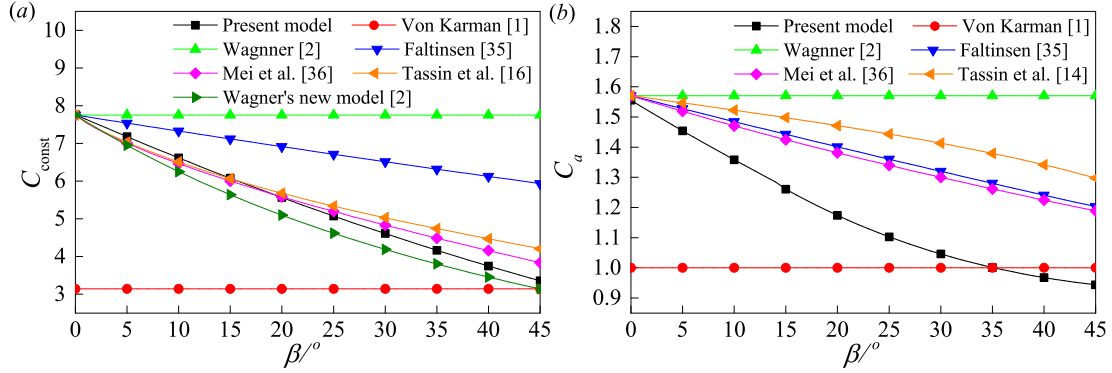 (a)
Present model
Von Karman [1]
Wagnner [2]
Faltinsen [35]
Mei et al. [36]
Tassin et al. [16]
Wagner's new model [2]
10
9
8
7
6
5
4
3
C_const
0 5 10 15 20 25 30 35 40 45
β/°
(b)
Present model
Von Karman [1]
Wagnner [2]
Faltinsen [35]
Mei et al. [36]
Tassin et al. [14]
1.8
1.7
1.6
1.5
1.4
1.3
1.2
1.1
1.0
0.9
C_a
0 5 10 15 20 25 30 35 40 45
β/°